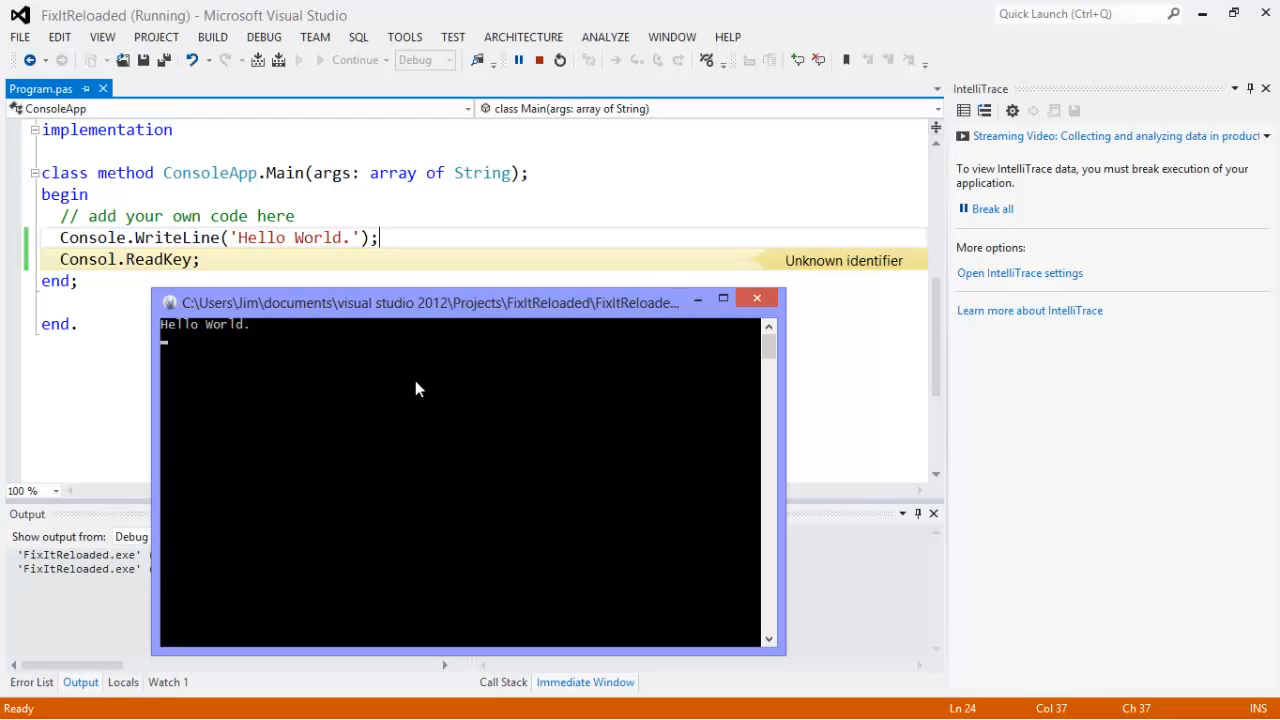 FixItReloaded (Running) - Microsoft Visual Studio
Quick Launch (Ctrl+Q)
FILE EDIT VIEW PROJECT BUILD DEBUG TEAM SQL TOOLS TEST ARCHITECTURE ANALYZE WINDOW HELP
Continue Debug
Program.pas
ConsoleApp
class Main(args: array of String)
implementation
class method ConsoleApp.Main(args: array of String);
begin
// add your own code here
Console.WriteLine('Hello World.');
Consol.ReadKey;
Unknown identifier
end;
end.
C:\Users\Jim\documents\visual studio 2012\Projects\FixItReloaded\FixItReloade...
Hello World.
100 %
Output
Show output from: Debug
'FixItReloaded.exe' (
'FixItReloaded.exe' (
Error List Output Locals Watch 1
Call Stack Immediate Window
IntelliTrace
Streaming Video: Collecting and analyzing data in product
To view IntelliTrace data, you must break execution of your
application.
Break all
More options:
Open IntelliTrace settings
Learn more about IntelliTrace
Ready
Ln 24 Col 37 Ch 37 INS